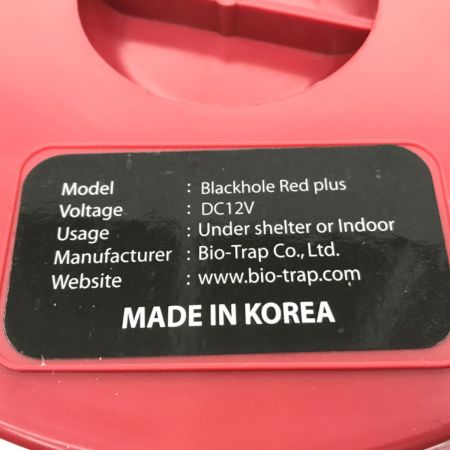 Model : Blackhole Red plus
Voltage : DC12V
Usage : Under shelter or Indoor
Manufacturer : Bio-Trap Co., Ltd.
Website : www.bio-trap.com
MADE IN KOREA